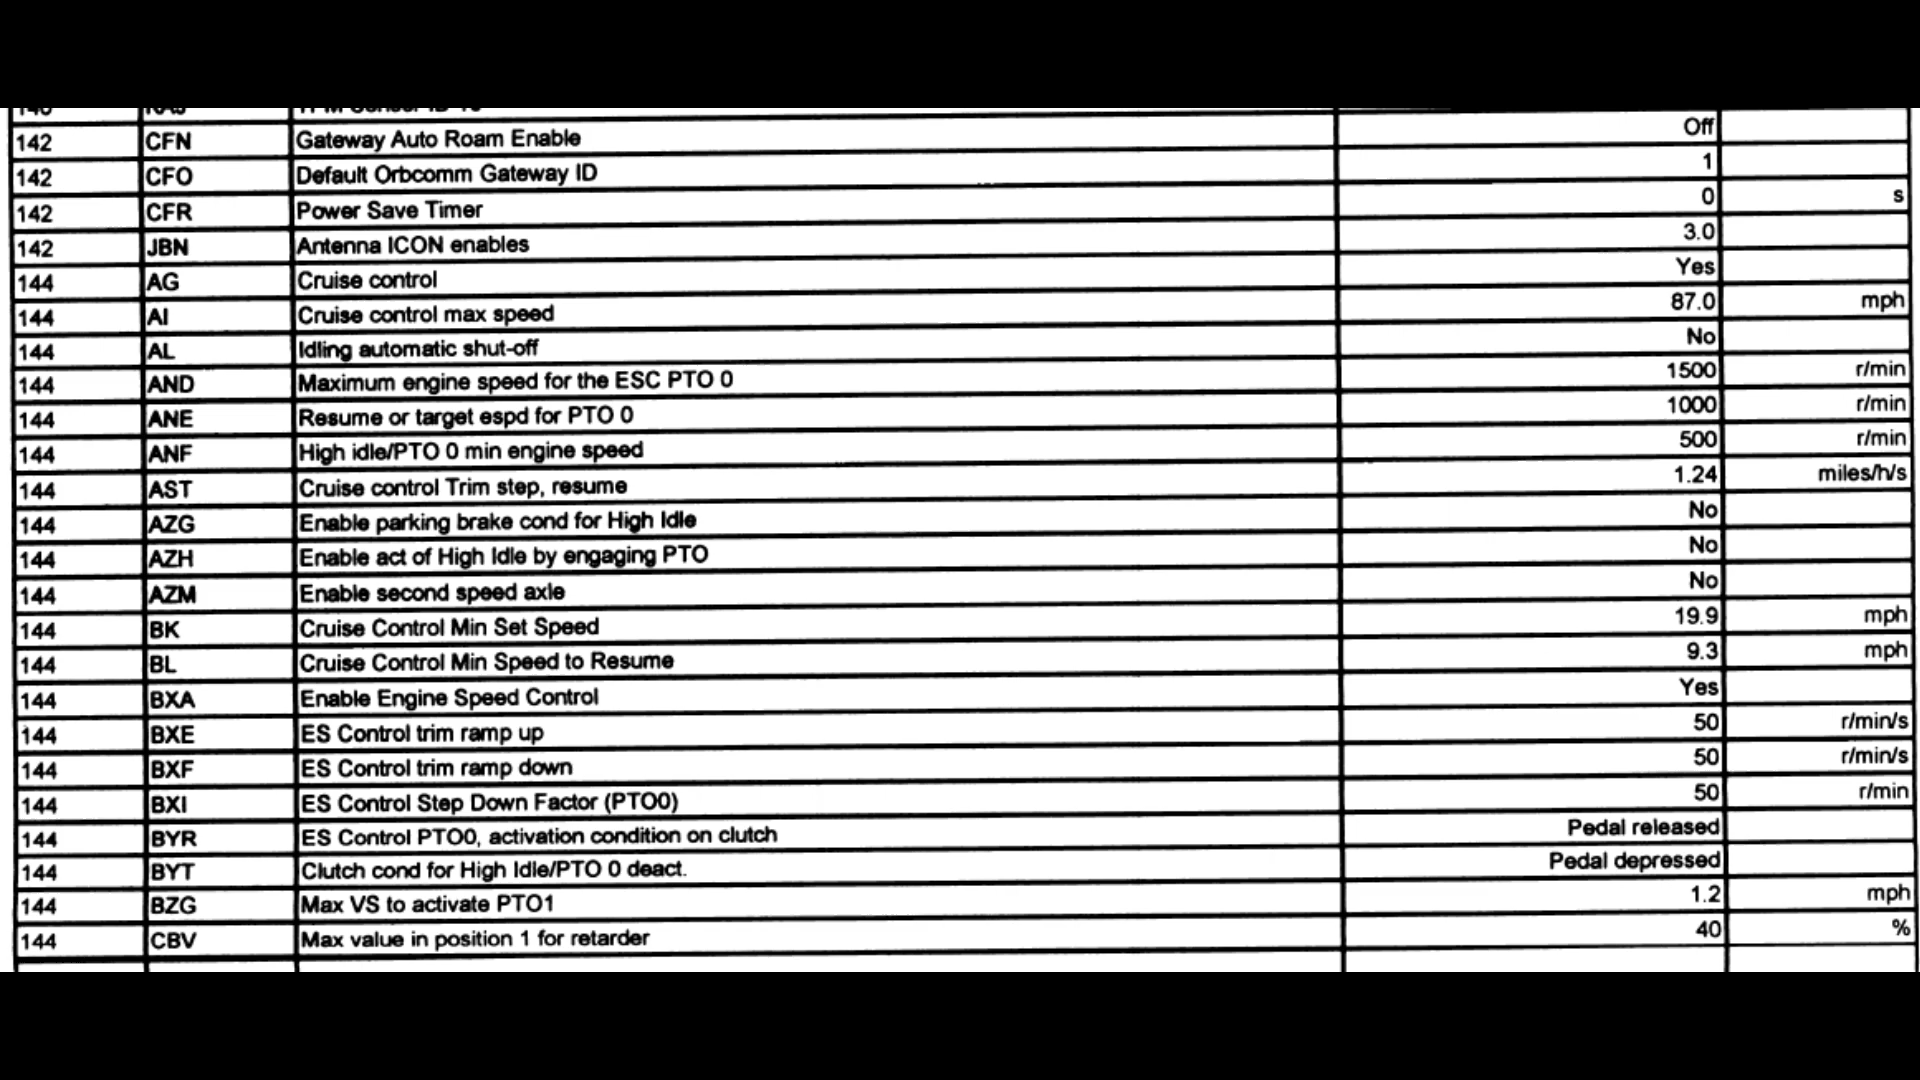 142 CFN Gateway Auto Roam Enable Off
142 CFO Default Orbcomm Gateway ID 1
142 CFR Power Save Timer 0 s
142 JBN Antenna ICON enables 3.0
144 AG Cruise control Yes
144 AI Cruise control max speed 87.0 mph
144 AL Idling automatic shut-off No
144 AND Maximum engine speed for the ESC PTO 0 1500 r/min
144 ANE Resume or target espd for PTO 0 1000 r/min
144 ANF High idle/PTO 0 min engine speed 500 r/min
144 AST Cruise control Trim step, resume 1.24 miles/h/s
144 AZG Enable parking brake cond for High Idle No
144 AZH Enable act of High Idle by engaging PTO No
144 AZM Enable second speed axle No
144 BK Cruise Control Min Set Speed 19.9 mph
144 BL Cruise Control Min Speed to Resume 9.3 mph
144 BXA Enable Engine Speed Control Yes
144 BXE ES Control trim ramp up 50 r/min/s
144 BXF ES Control trim ramp down 50 r/min/s
144 BXI ES Control Step Down Factor (PTO0) 50 r/min
144 BYR ES Control PTO0, activation condition on clutch Pedal released
144 BYT Clutch cond for High Idle/PTO 0 deact. Pedal depressed
144 BZG Max VS to activate PTO1 1.2 mph
144 CBV Max value in position 1 for retarder 40 %